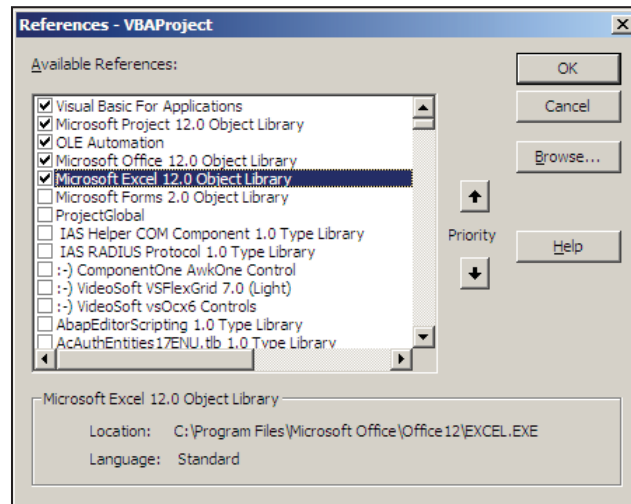 References - VBAProject
Available References:
OK
Visual Basic For Applications
Microsoft Project 12.0 Object Library
Cancel
OLE Automation
Microsoft Office 12.0 Object Library
Microsoft Excel 12.0 Object Library
Browse...
Microsoft Forms 2.0 Object Library
ProjectGlobal
IAS Helper COM Component 1.0 Type Library
IAS RADIUS Protocol 1.0 Type Library
Priority
Help
:-) ComponentOne AwkOne Control
:-) VideoSoft VSFlexGrid 7.0 (Light)
:-) VideoSoft vsOcx6 Controls
AbapEditorScripting 1.0 Type Library
AcAuthEntities17ENU.tlb 1.0 Type Library
Microsoft Excel 12.0 Object Library
Location: C:\Program Files\Microsoft Office\Office12\EXCEL.EXE
Language: Standard